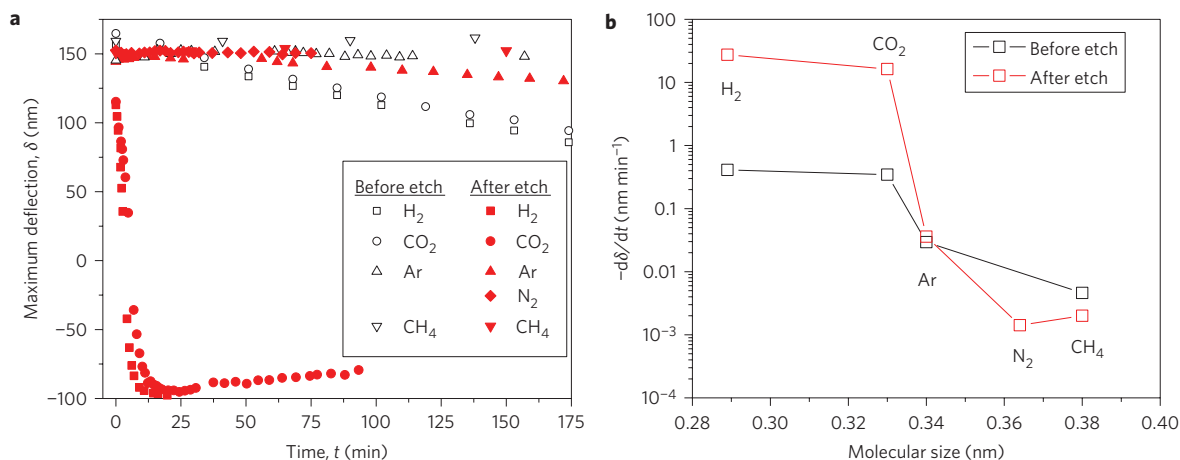 a
Maximum deflection, δ (nm)
150
100
50
0
−50
−100
0 25 50 75 100 125 150 175
Time, t (min)
Before etch After etch
H₂ H₂
CO₂ CO₂
Ar Ar
N₂
CH₄ CH₄
b
−dδ/dt (nm min⁻¹)
100
10
1
0.1
0.01
10⁻³
10⁻⁴
0.28 0.30 0.32 0.34 0.36 0.38 0.40
Molecular size (nm)
Before etch
After etch
H₂
CO₂
Ar
N₂
CH₄